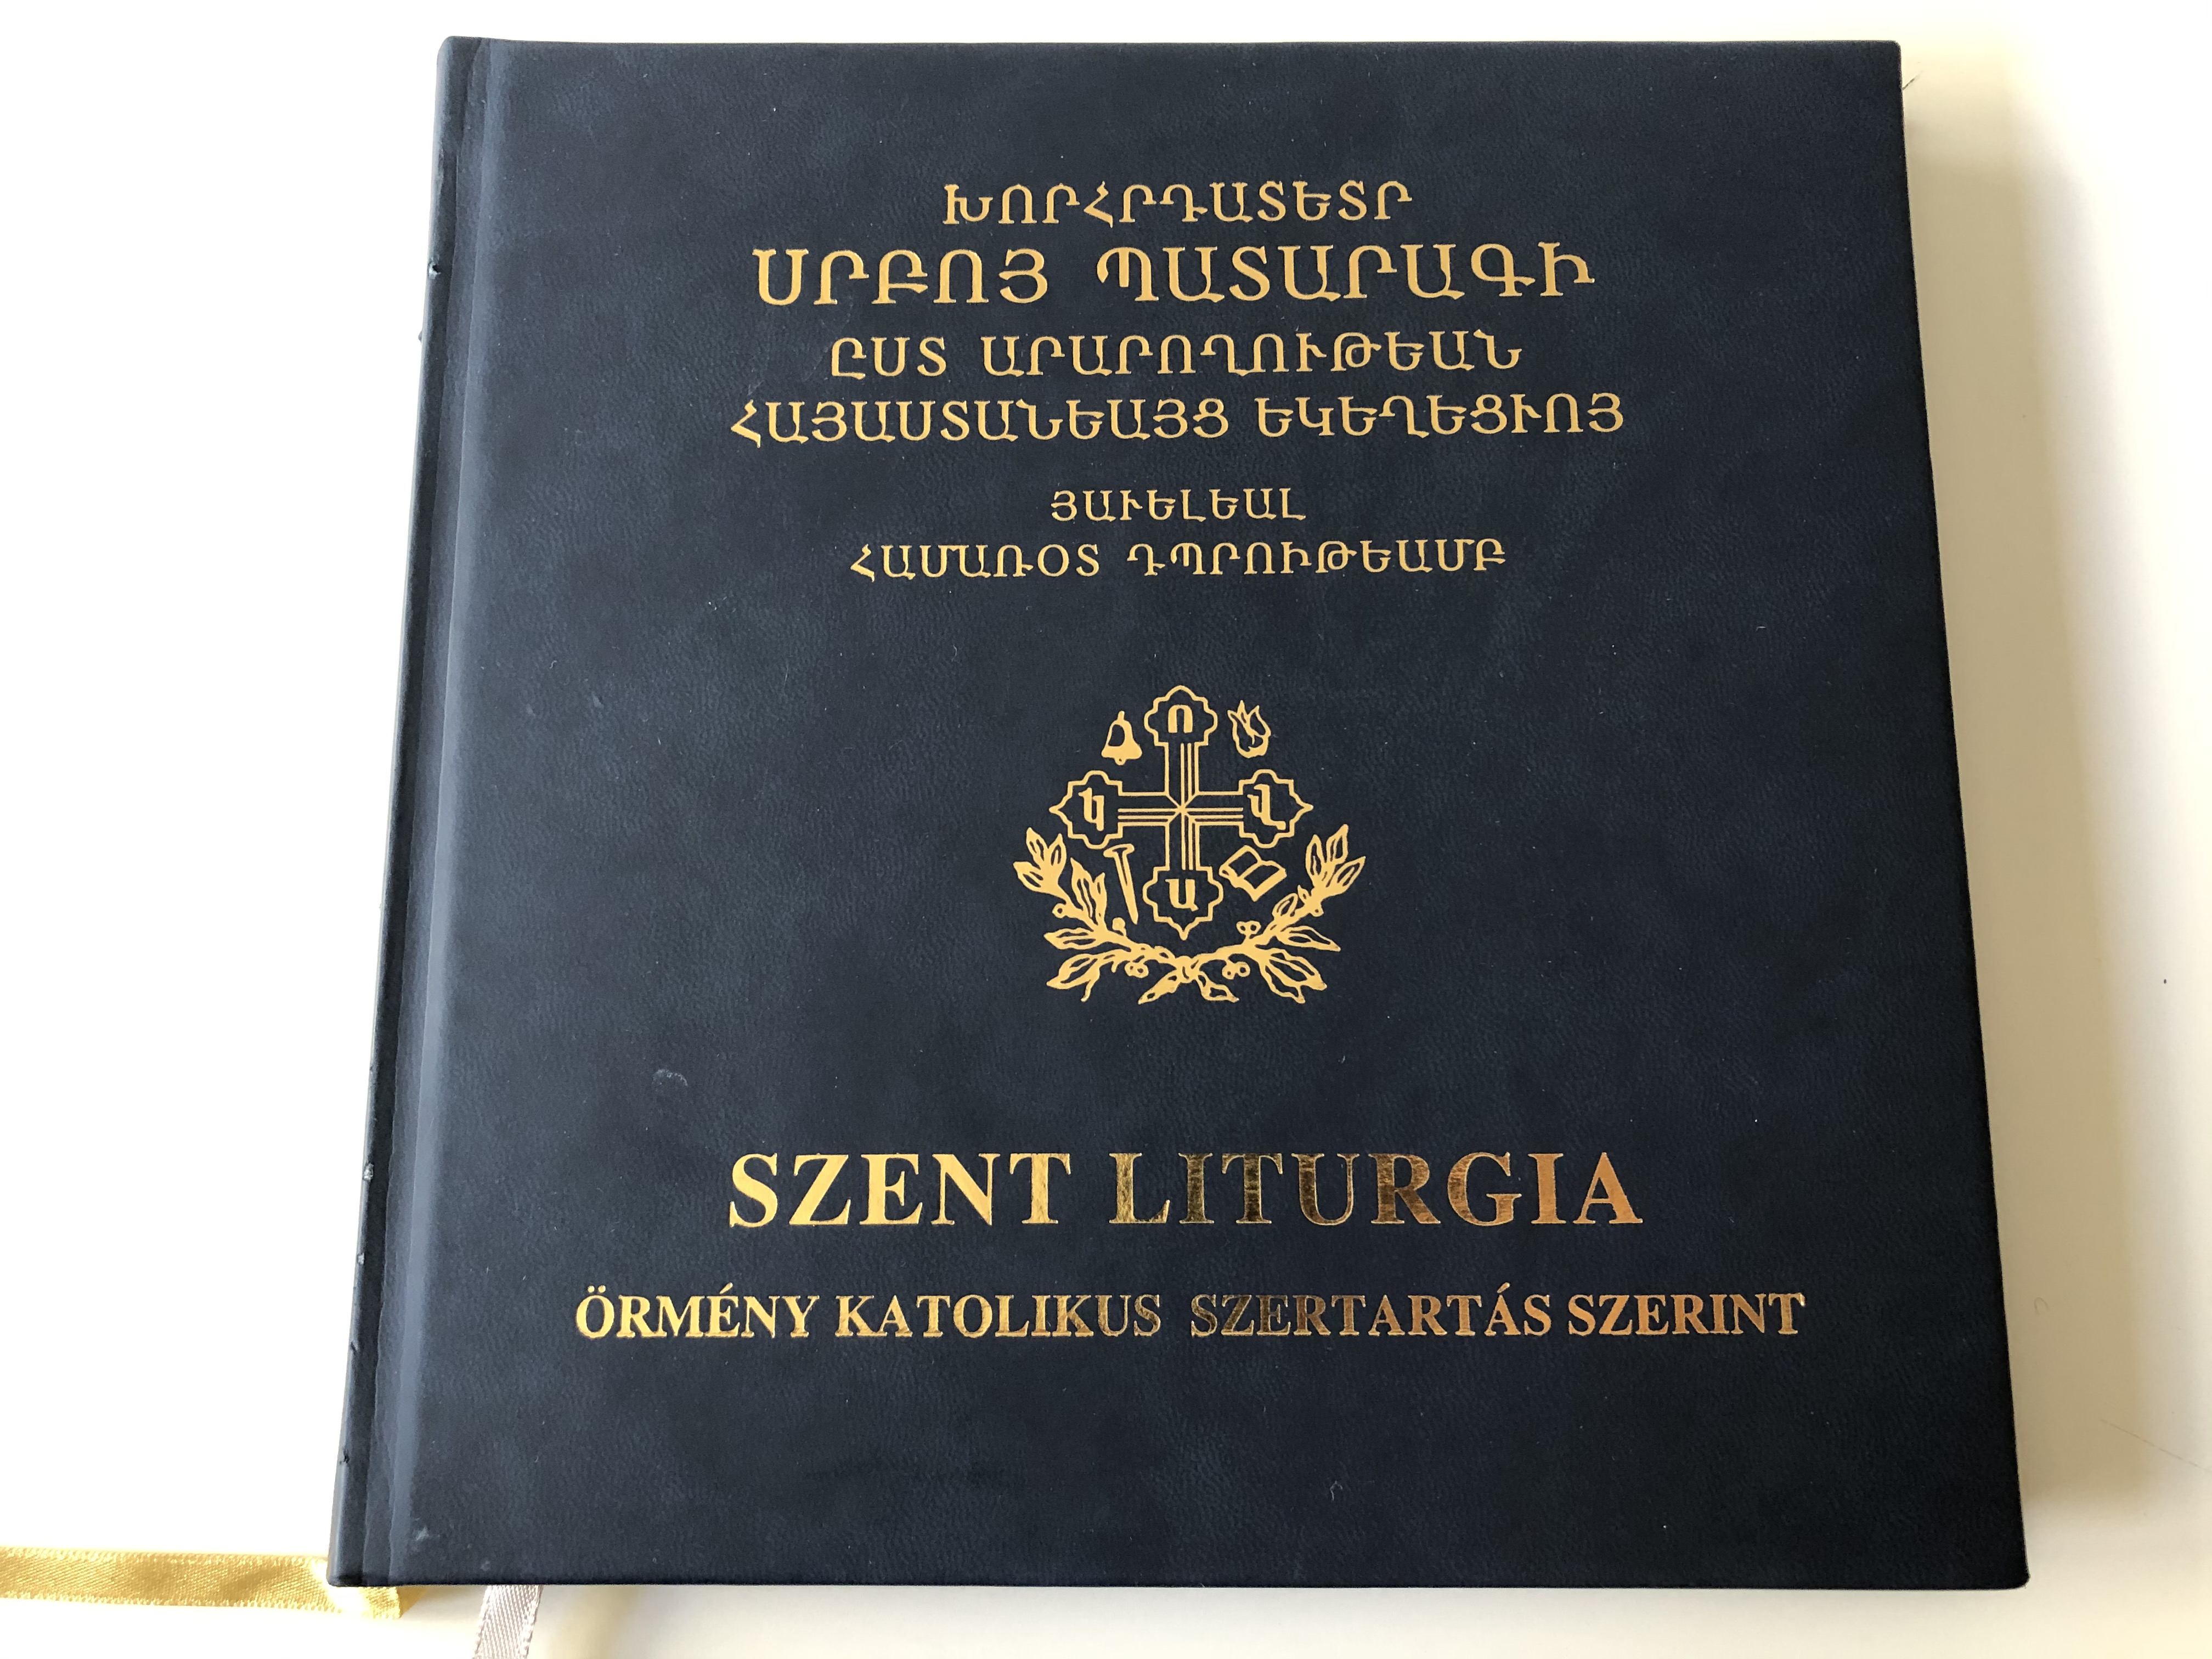 ԽՈՐՀՐԴԱՏԵՏՐ
ՍՐԲՈՅ ՊԱՏԱՐԱԳԻ
ԸՍՏ ԱՐԱՐՈՂՈՒԹԵԱՆ
ՀԱՅԱՍՏԱՆԵԱՅՑ ԵԿԵՂԵՑՒՈՅ
ՅԱՒԵԼԵԱԼ
ՀԱՄԱՌՕՏ ԴՊՐՈՒԹԵԱՄԲ
Ո
Կ Վ
Ա
SZENT LITURGIA
ÖRMÉNY KATOLIKUS SZERTARTÁS SZERINT